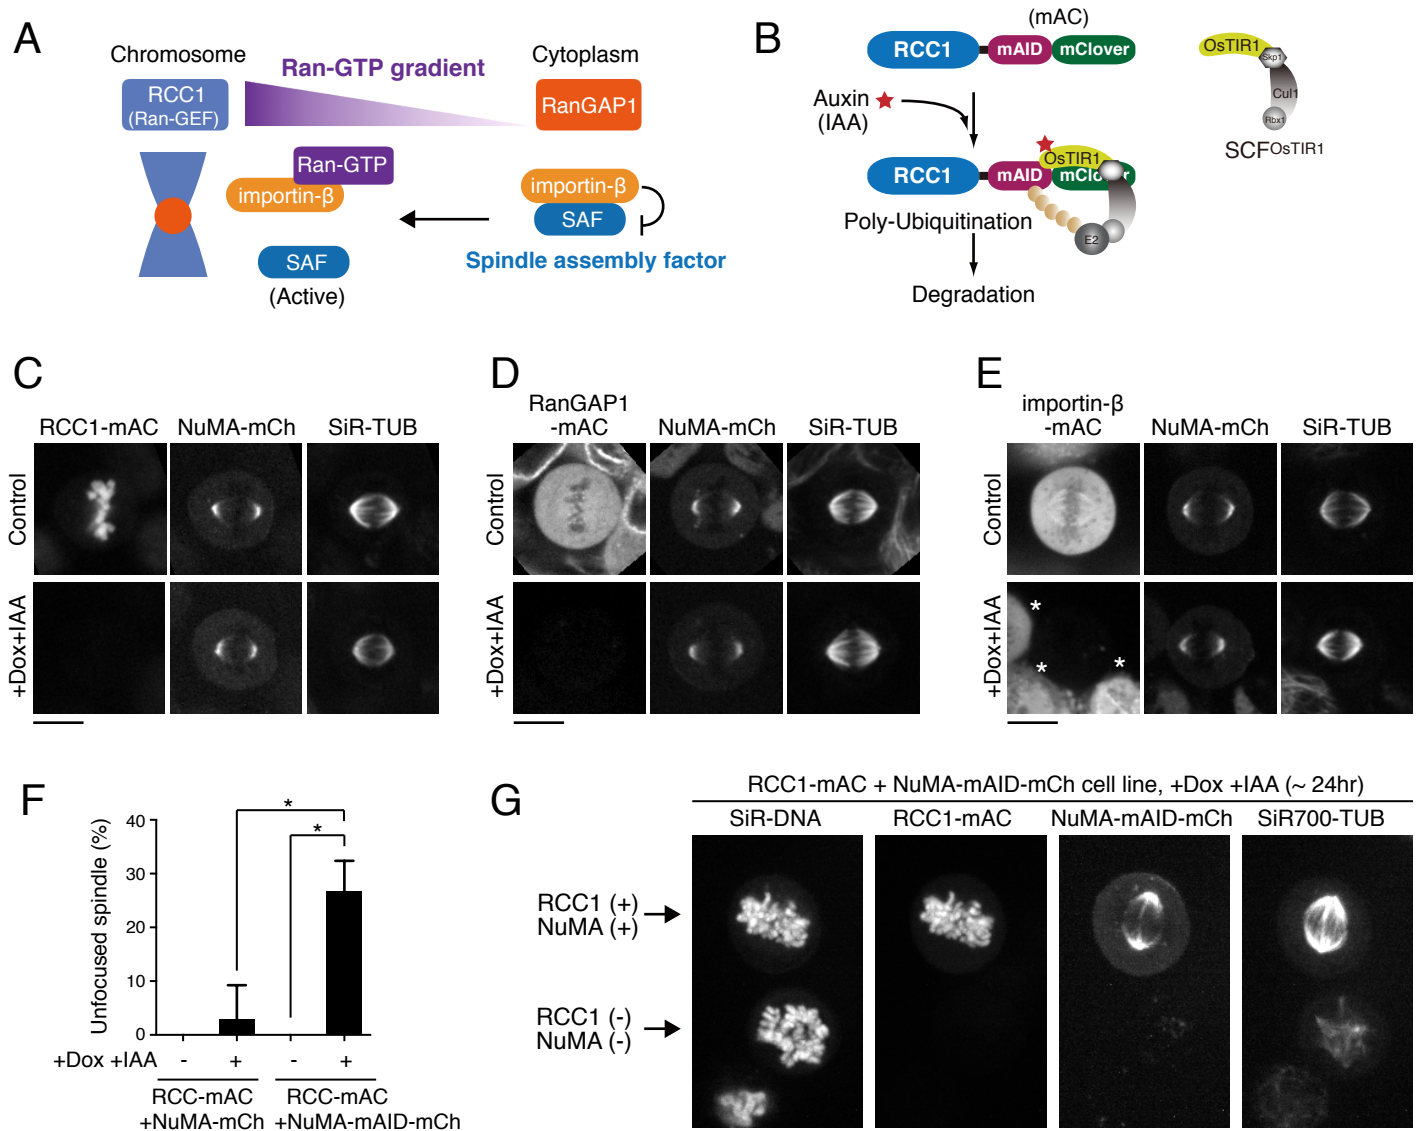 A
Chromosome
Cytoplasm
Ran-GTP gradient
RCC1
(Ran-GEF)
RanGAP1
Ran-GTP
importin-β
importin-β
SAF
SAF
(Active)
Spindle assembly factor
B
(mAC)
RCC1
mAID
mClover
OsTIR1
Skp1
Cul1
Rbx1
SCFOsTIR1
Auxin
(IAA)
RCC1
mAID
OsTIR1
mClover
E2
Poly-Ubiquitination
Degradation
C
RCC1-mAC
NuMA-mCh
SiR-TUB
Control
+Dox+IAA
D
RanGAP1
-mAC
NuMA-mCh
SiR-TUB
Control
+Dox+IAA
E
importin-β
-mAC
NuMA-mCh
SiR-TUB
Control
+Dox+IAA
*
*
*
F
Unfocused spindle (%)
40
30
20
10
0
*
*
+Dox +IAA
-
+
-
+
RCC-mAC
+NuMA-mCh
RCC-mAC
+NuMA-mAID-mCh
G
RCC1-mAC + NuMA-mAID-mCh cell line, +Dox +IAA (~ 24hr)
SiR-DNA
RCC1-mAC
NuMA-mAID-mCh
SiR700-TUB
RCC1 (+)
NuMA (+)
RCC1 (-)
NuMA (-)